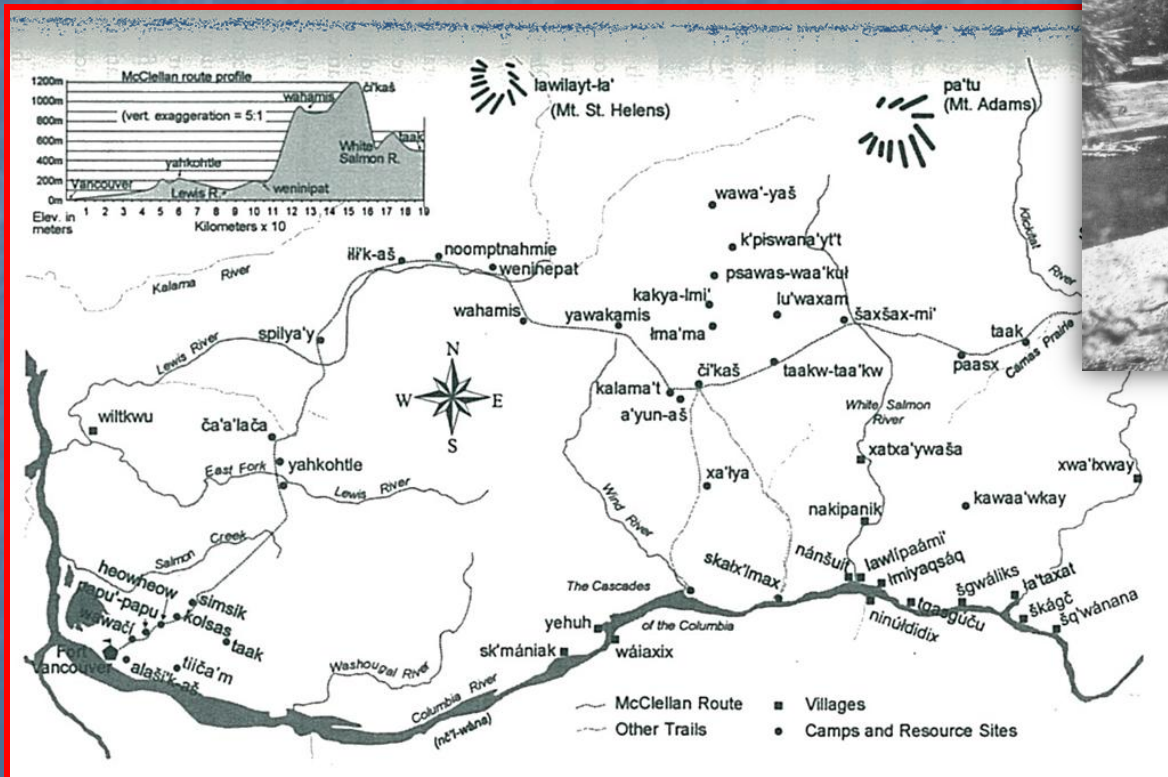 McClellan route profile
(vert. exaggeration = 5:1
1200m
1000m
800m
600m
400m
200m
0m
Elev. in
meters
1 2 3 4 5 6 7 8 9 10 11 12 13 14 15 16 17 18 19
Kilometers x 10
Vancouver
yahkohtle
Lewis R.
weninipat
wahamis
či'kaš
White
Salmon R.
taak
lawilayt-ła'
(Mt. St. Helens)
pa'tu
(Mt. Adams)
Klickitat
River
wawa'-yaš
k'piswana'yt't
psawas-waa'kuł
kakya-lmi'
lu'waxam
łma'ma
šaxšax-mi'
noomptnahmie
weninepat
Kalama River
wahamis
yawakamis
spilya'y
Lewis River
taak
paasx
Camas Prairie
či'kaš
taakw-taa'kw
kalama't
a'yun-aš
N
W E
S
White Salmon
River
wiltkwu
ča'a'lača
yahkohtle
East Fork
Lewis River
xatxa'ywaša
xwa'łxway
xa'łya
kawaa'wkay
Wind River
nakipanik
Salmon Creek
heowheow
papu'-papu
simsik
kolsas
taak
Fort
Vancouver
alaši'k-aš
tiiča'm
nánšuit
lawlipaámi'
łmiyaqsáq
ninúłdidix
tgasgúču
šgwáliks
ła'taxat
škágč
šq'wánana
skałx'lmax
The Cascades
of the Columbia
yehuh
sk'mániak
wáiaxix
Washougal River
Columbia River
(nč'i-wána)
McClellan Route
Other Trails
Villages
Camps and Resource Sites